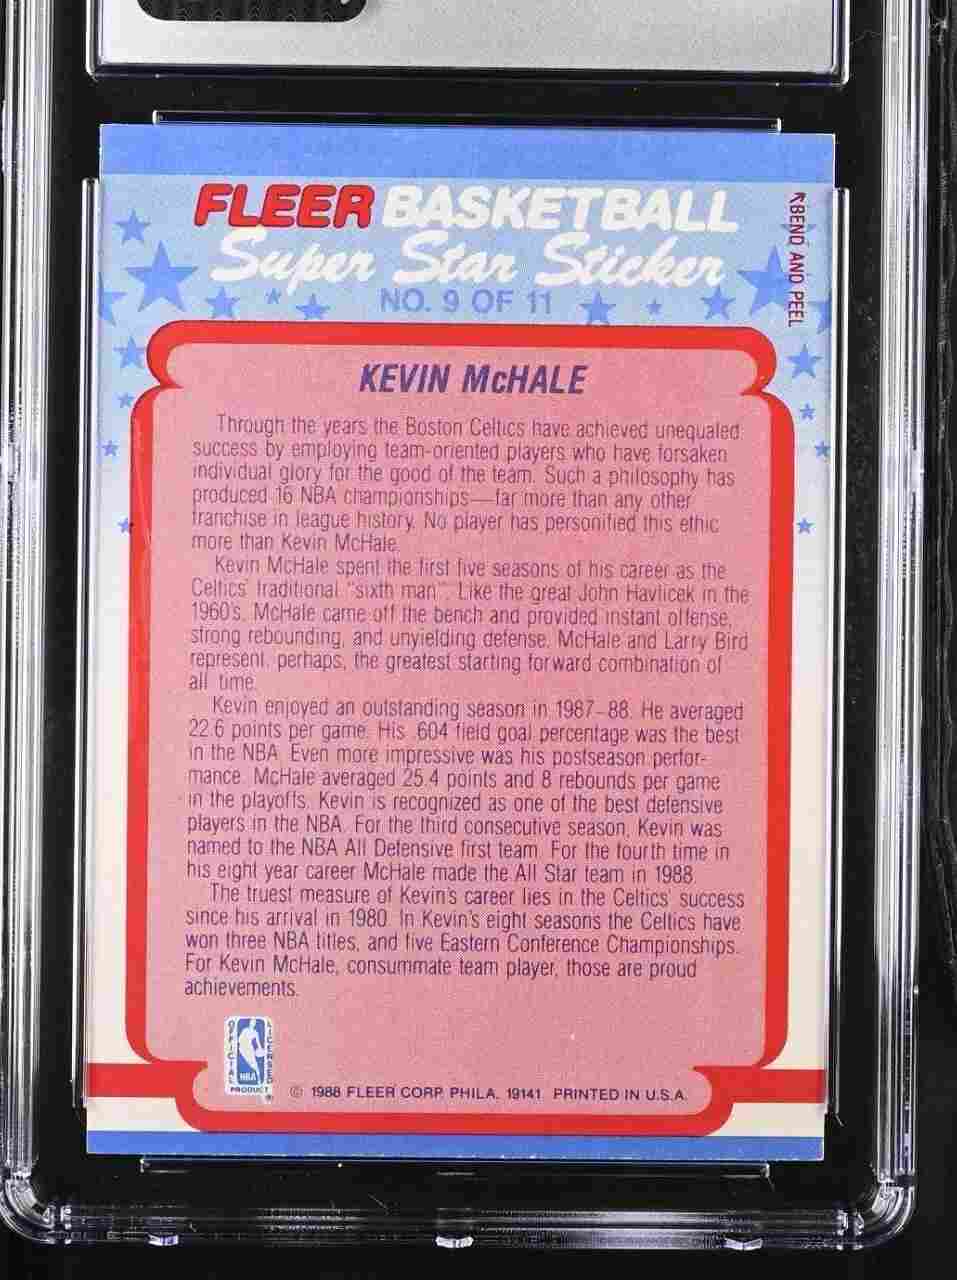 FLEER BASKETBALL
Super Star Sticker
NO. 9 OF 11
BEND AND PEEL
KEVIN McHALE
Through the years the Boston Celtics have achieved unequaled
success by employing team-oriented players who have forsaken
individual glory for the good of the team. Such a philosophy has
produced 16 NBA championships—far more than any other
franchise in league history. No player has personified this ethic
more than Kevin McHale.
Kevin McHale spent the first five seasons of his career as the
Celtics' traditional "sixth man". Like the great John Havlicek in the
1960's, McHale came off the bench and provided instant offense,
strong rebounding, and unyielding defense. McHale and Larry Bird
represent, perhaps, the greatest starting forward combination of
all time.
Kevin enjoyed an outstanding season in 1987-88. He averaged
22.6 points per game. His .604 field goal percentage was the best
in the NBA. Even more impressive was his postseason perfor-
mance. McHale averaged 25.4 points and 8 rebounds per game
in the playoffs. Kevin is recognized as one of the best defensive
players in the NBA. For the third consecutive season, Kevin was
named to the NBA All Defensive first team. For the fourth time in
his eight year career McHale made the All Star team in 1988.
The truest measure of Kevin's career lies in the Celtics' success
since his arrival in 1980. In Kevin's eight seasons the Celtics have
won three NBA titles, and five Eastern Conference Championships.
For Kevin McHale, consummate team player, those are proud
achievements.
OFFICIAL LICENSED
NBA
PRODUCT ®
© 1988 FLEER CORP. PHILA. 19141 PRINTED IN U.S.A.